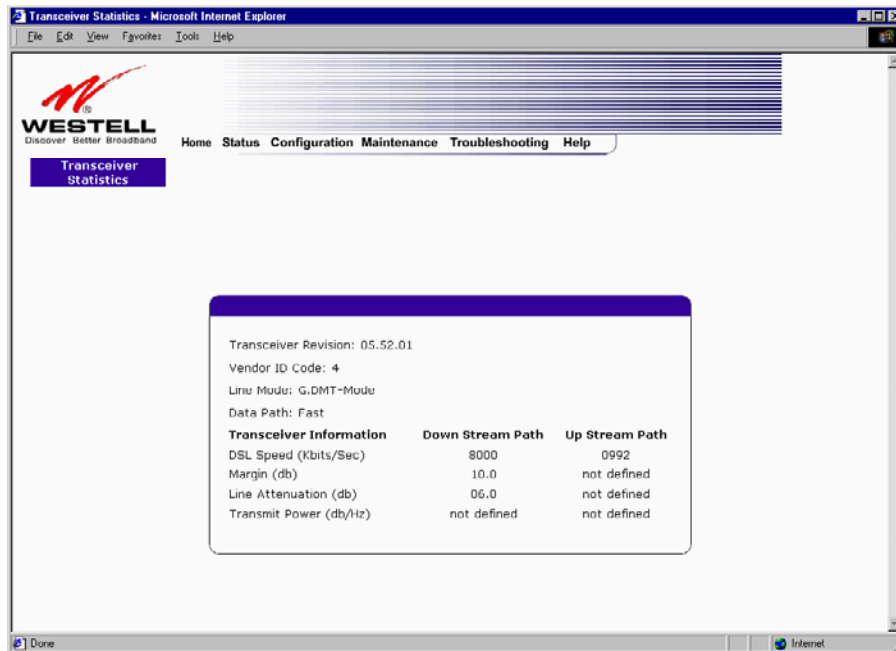 Transceiver Statistics - Microsoft Internet Explorer
File Edit View Favorites Tools Help
WESTELL
®
Discover Better Broadband
Home Status Configuration Maintenance Troubleshooting Help
Transceiver
Statistics
Transceiver Revision: 05.52.01
Vendor ID Code: 4
Line Mode: G.DMT-Mode
Data Path: Fast
Transceiver Information Down Stream Path Up Stream Path
DSL Speed (Kbits/Sec) 8000 0992
Margin (db) 10.0 not defined
Line Attenuation (db) 06.0 not defined
Transmit Power (db/Hz) not defined not defined
Done Internet